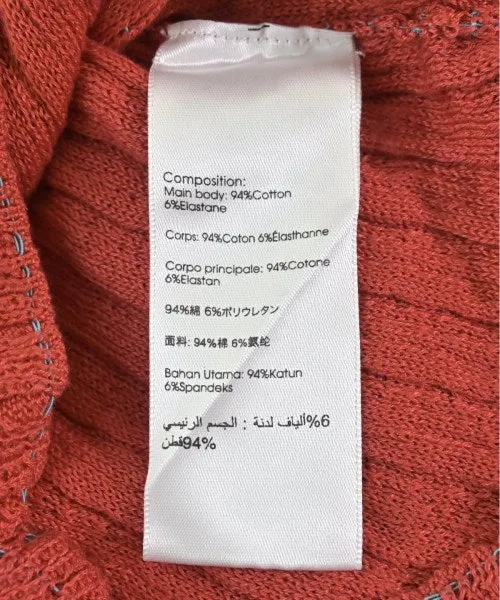 Composition:
Main body: 94%Cotton
6%Elastane
Corps: 94%Coton 6%Élasthanne
Corpo principale: 94%Cotone
6%Elastan
94%綿 6%ポリウレタン
面料: 94%棉 6%氨纶
Bahan Utama: 94%Katun
6%Spandeks
6%ألياف لدنة : الجسم الرئيسي
94%قطن